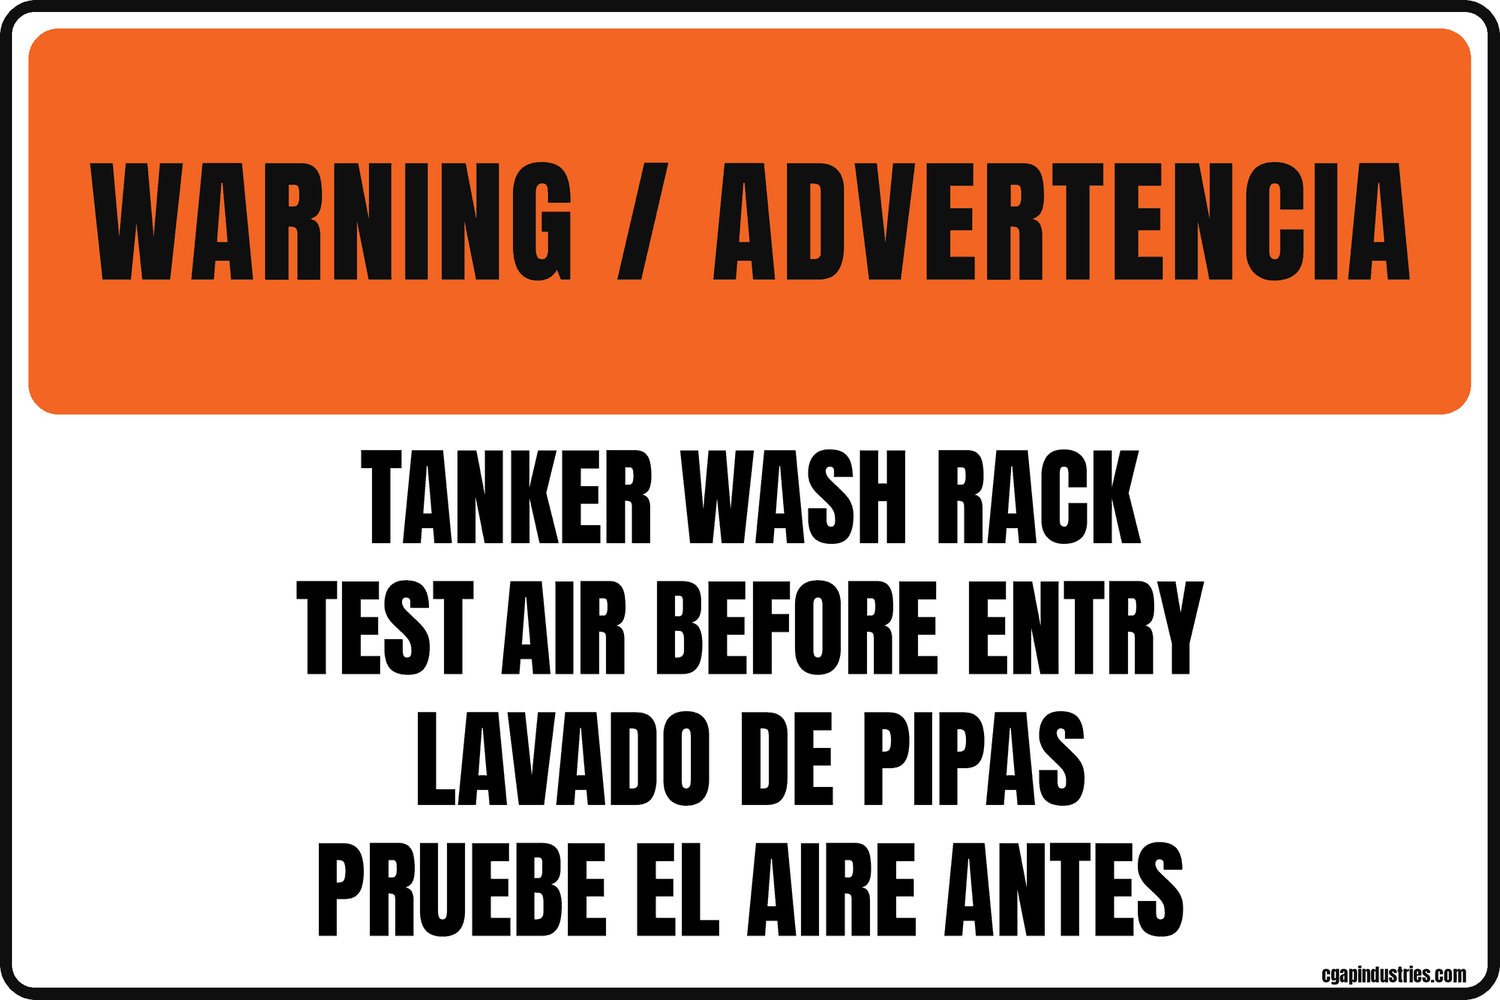 WARNING / ADVERTENCIA
TANKER WASH RACK
TEST AIR BEFORE ENTRY
LAVADO DE PIPAS
PRUEBE EL AIRE ANTES
cgapindustries.com